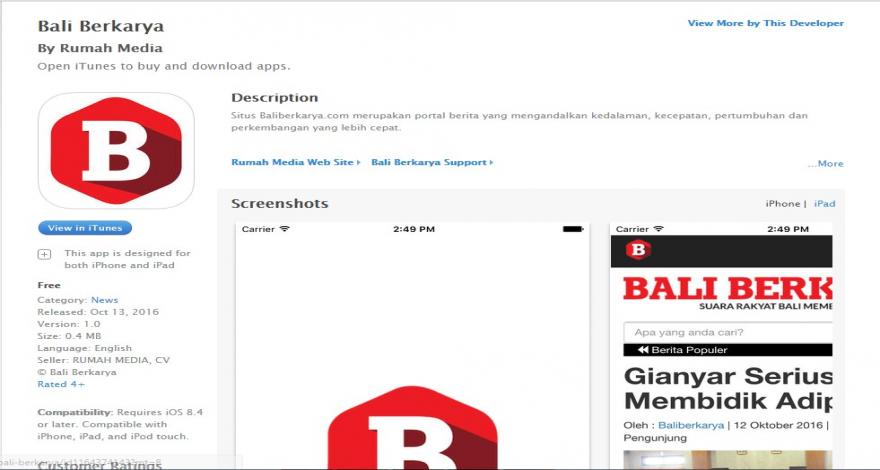 Bali Berkarya
By Rumah Media
Open iTunes to buy and download apps.
View More by This Developer
B
View in iTunes
This app is designed for
both iPhone and iPad
Free
Category: News
Released: Oct 13, 2016
Version: 1.0
Size: 0.4 MB
Language: English
Seller: RUMAH MEDIA, CV
© Bali Berkarya
Rated 4+
Compatibility: Requires iOS 8.4
or later. Compatible with
iPhone, iPad, and iPod touch.
Customer Ratings
Description
Situs Baliberkarya.com merupakan portal berita yang mengandalkan kedalaman, kecepatan, pertumbuhan dan
perkembangan yang lebih cepat.
Rumah Media Web Site
Bali Berkarya Support
...More
Screenshots
iPhone | iPad
Carrier 2:49 PM
B
Carrier 2:49 PM
B
BALI BERK
SUARA RAKYAT BALI MEMB
Apa yang anda cari?
Berita Populer
Gianyar Serius
Membidik Adip
Oleh : Baliberkarya | 12 Oktober 2016 |
Pengunjung